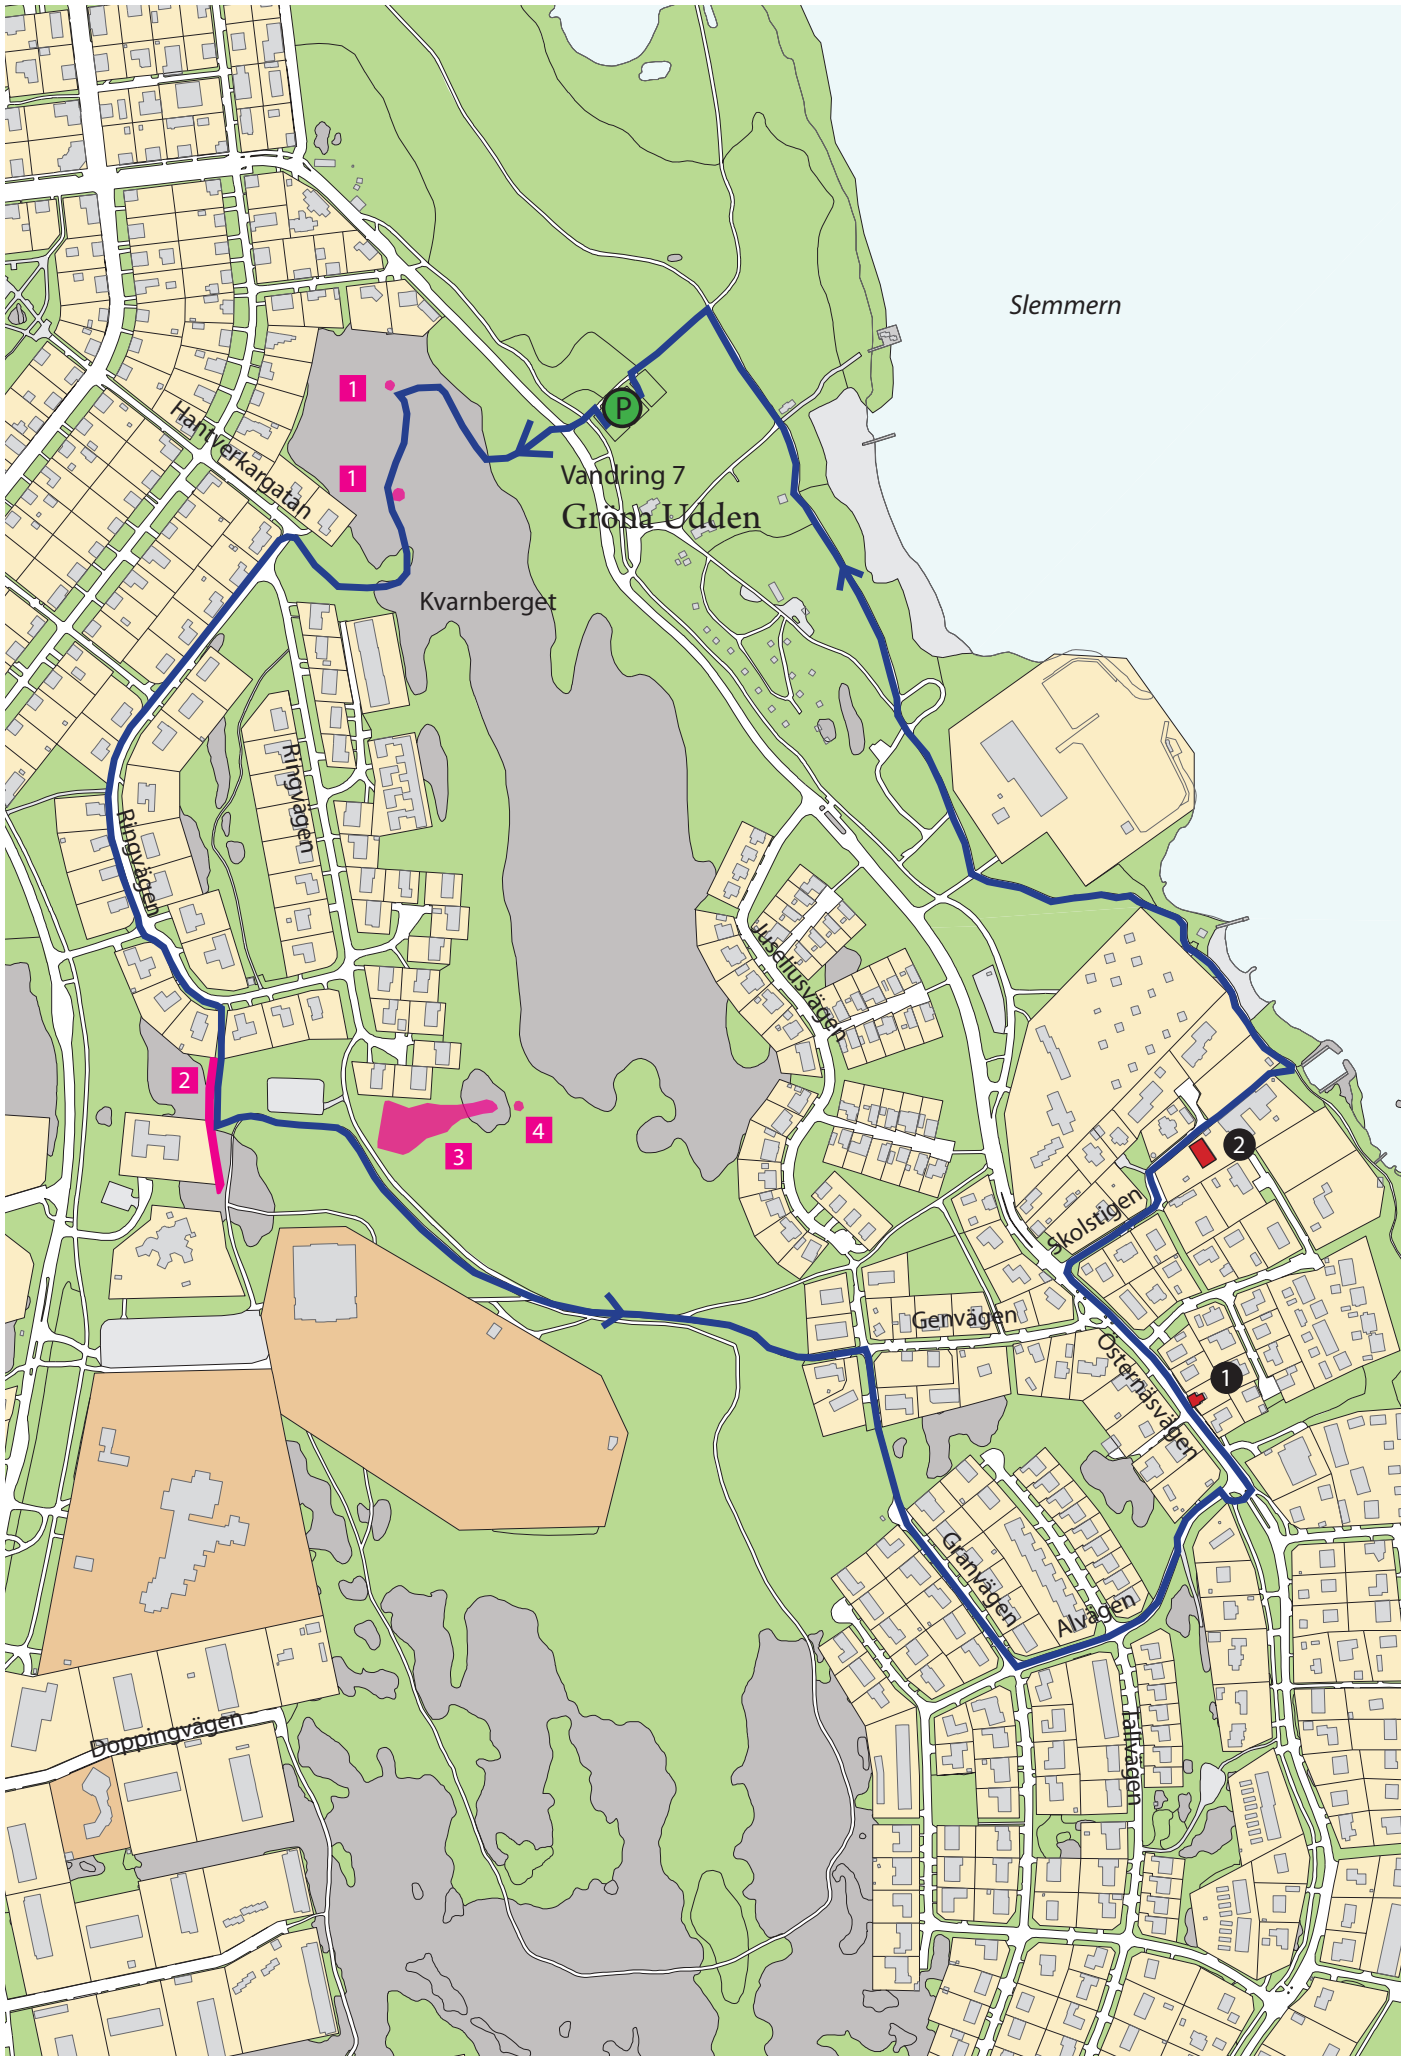 Slemmern
1
P
Hantverkargatan
1
Vandring 7
Gröna Udden
Kvarnberget
Ringvägen
Ringvägen
Juseliusvägen
2
4
3
2
Skolstigen
Genvägen
Östernäsvägen
1
Granvägen
Alvägen
Tallvägen
Doppingvägen